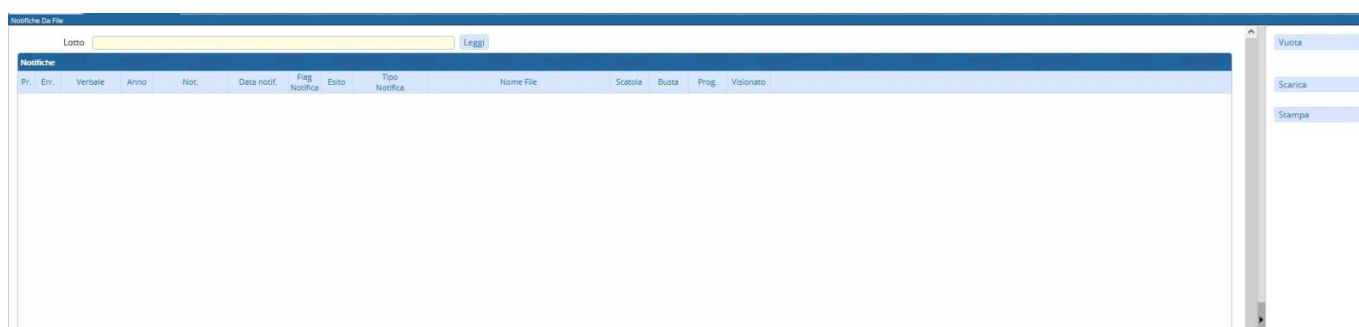 Notifiche Da File
Lotto Leggi
Vuota
Notifiche
Pr. Err. Verbale Anno Not. Data notif. Flag Notifica Esito Tipo Notifica Nome File Scatola Busta Prog. Visionato
Scarica
Stampa